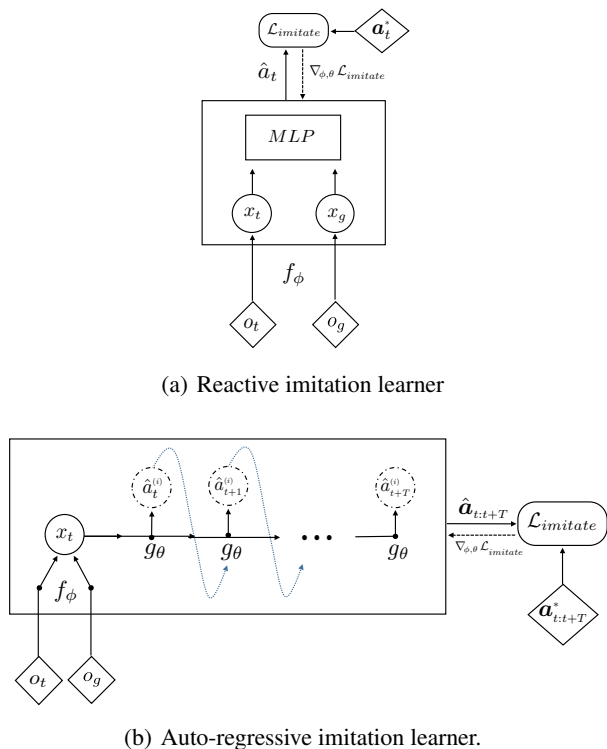 𝓛_imitate
𝒂*_t
â_t
∇_{ϕ,θ} 𝓛_imitate
MLP
x_t x_g
f_ϕ
o_t o_g
(a) Reactive imitation learner
â_t^{(i)} â_{t+1}^{(i)} â_{t+T}^{(i)}
x_t g_θ g_θ ••• g_θ
𝒂̂_{t:t+T} 𝓛_imitate
∇_{ϕ,θ} 𝓛_imitate
f_ϕ
𝒂*_{t:t+T}
o_t o_g
(b) Auto-regressive imitation learner.